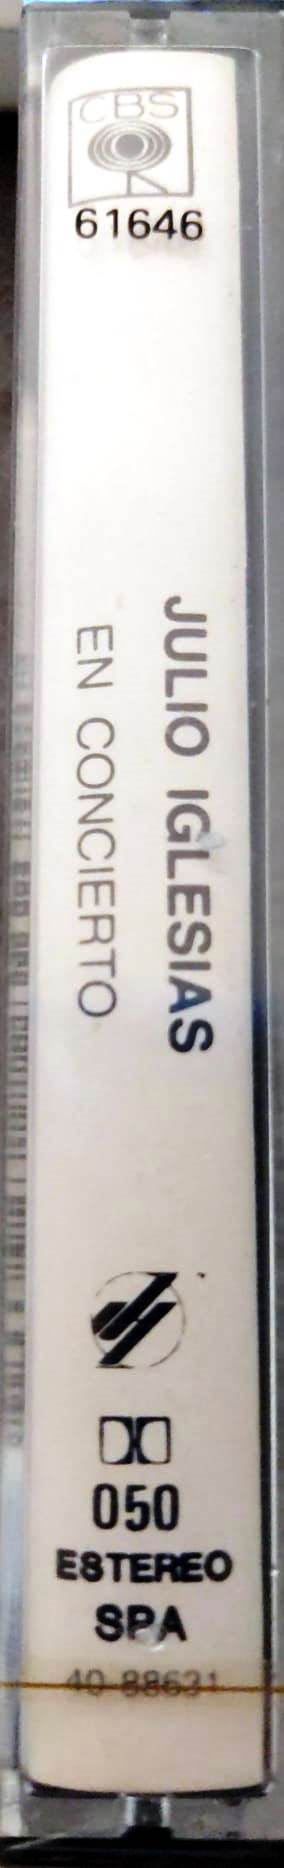 CBS
61646
JULIO IGLESIAS
EN CONCIERTO
050
ESTEREO
SPA
40-88631